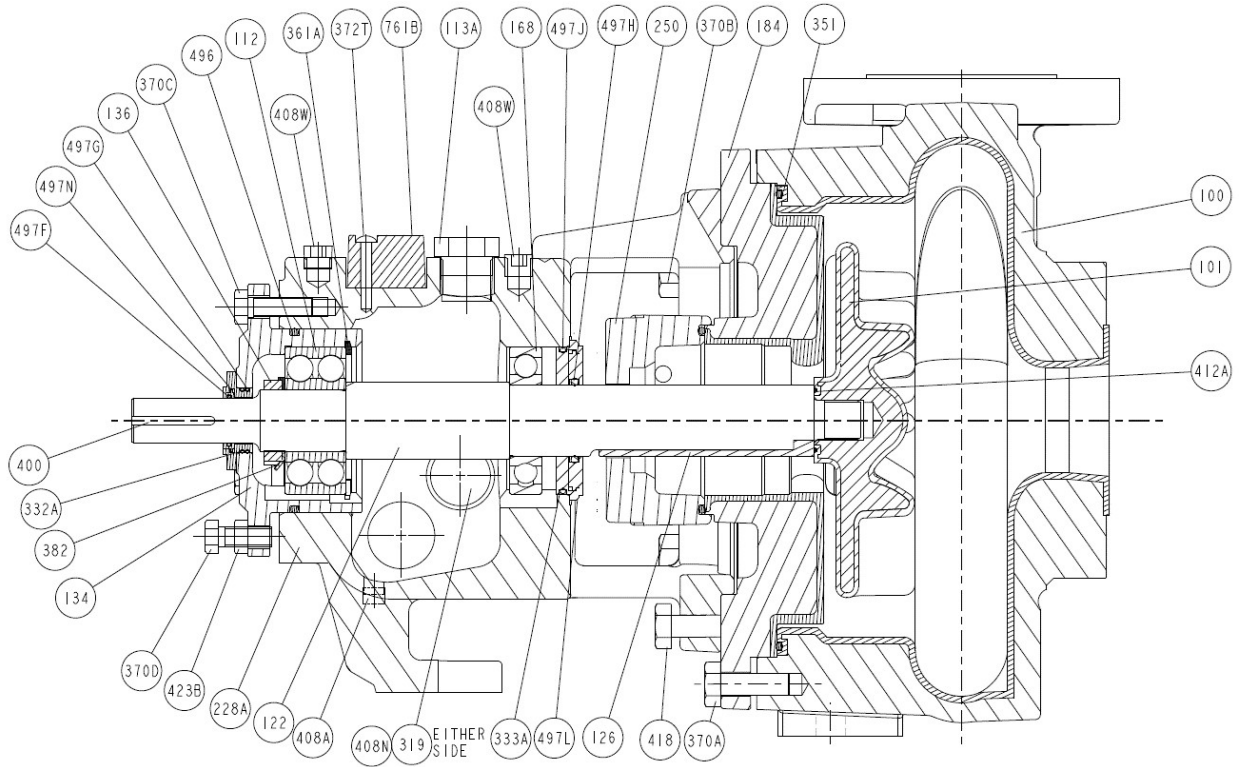 370C
496
112
361A
372T
761B
113A
168
497J
497H
250
370B
184
351
136
408W
408W
497G
497N
497F
100
101
412A
400
332A
382
134
370D
423B
228A
122
408A
408N
319
EITHER
SIDE
333A
497L
126
418
370A